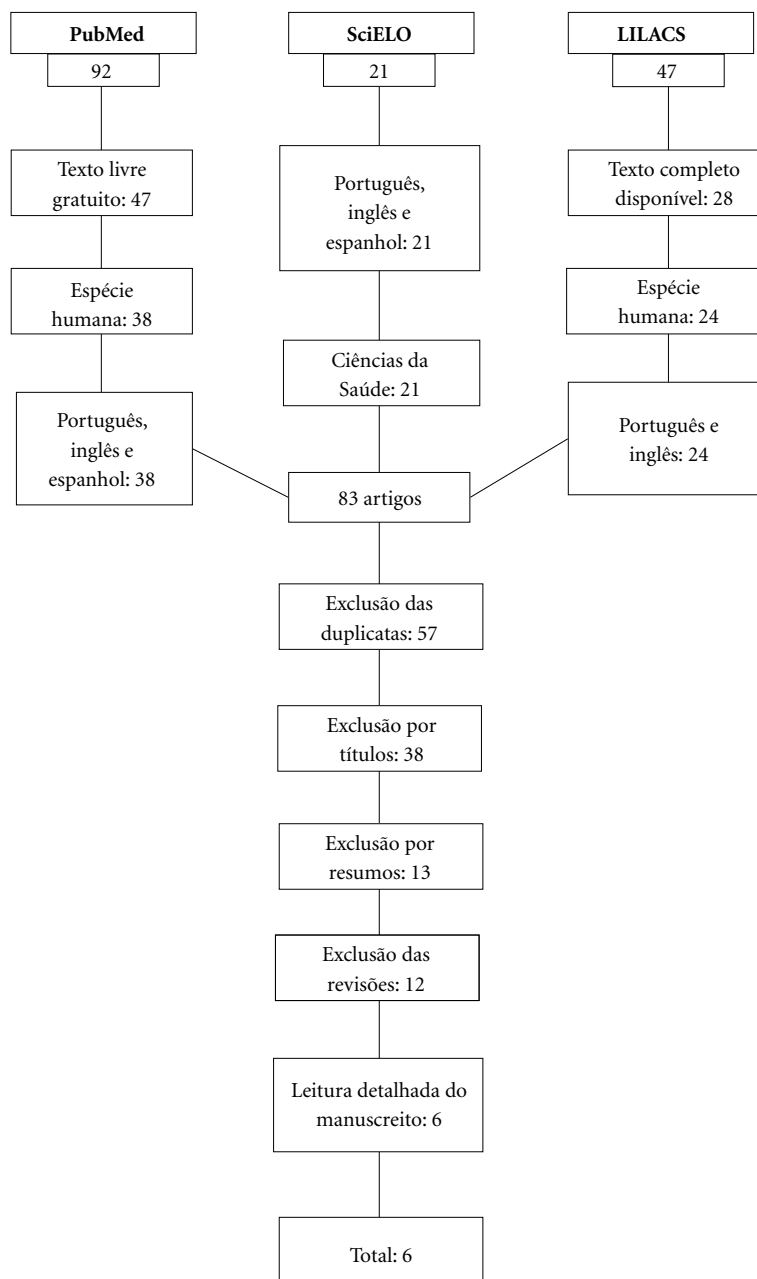 PubMed
92
Texto livre
gratuito: 47
Espécie
humana: 38
Português,
inglês e
espanhol: 38
SciELO
21
Português,
inglês e
espanhol: 21
Ciências da
Saúde: 21
LILACS
47
Texto completo
disponível: 28
Espécie
humana: 24
Português e
inglês: 24
83 artigos
Exclusão das
duplicatas: 57
Exclusão por
títulos: 38
Exclusão por
resumos: 13
Exclusão das
revisões: 12
Leitura detalhada do
manuscreito: 6
Total: 6